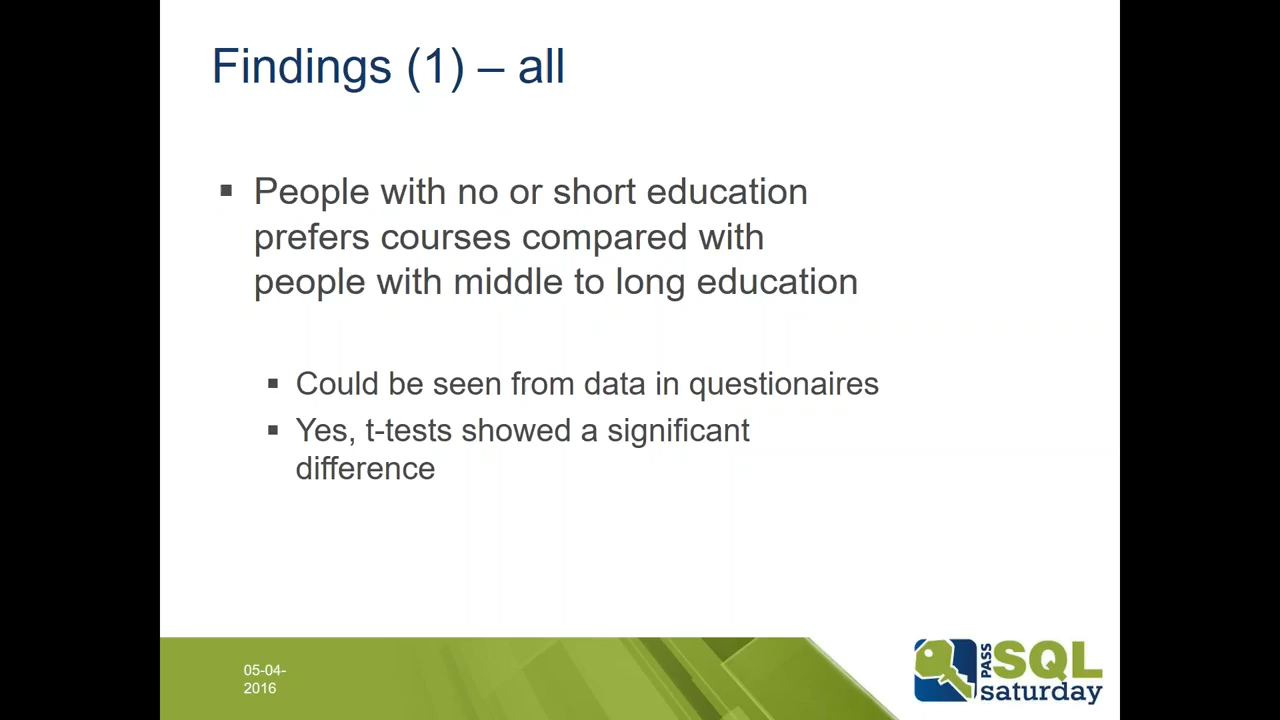 Findings (1) – all
▪ People with no or short education
prefers courses compared with
people with middle to long education
▪ Could be seen from data in questionaires
▪ Yes, t-tests showed a significant
difference
05-04-
2016
PASS
SQL
saturday